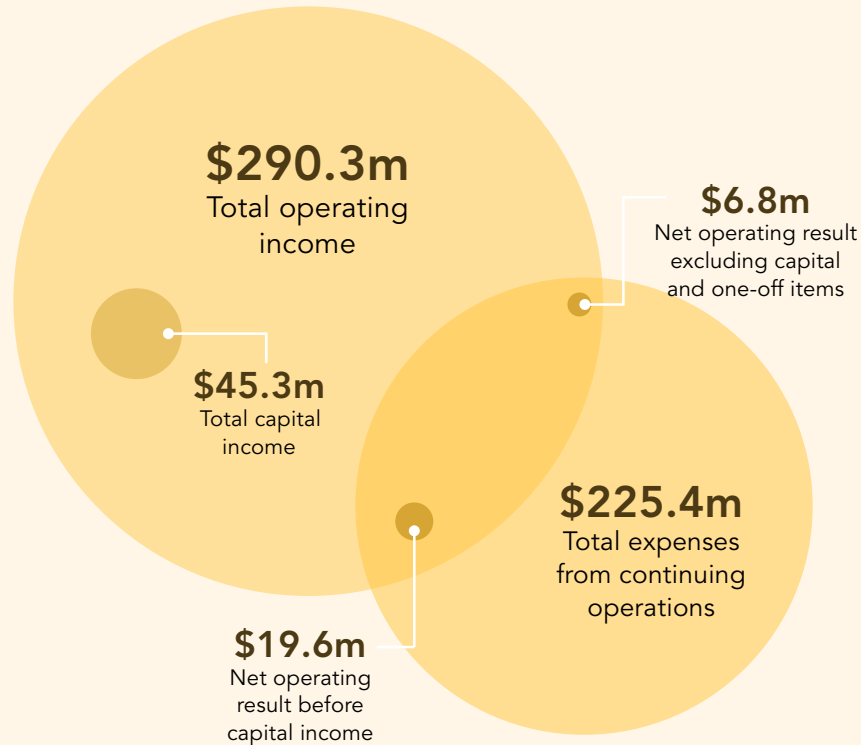 $290.3m
Total operating
income
$6.8m
Net operating result
excluding capital
and one-off items
$45.3m
Total capital
income
$225.4m
Total expenses
from continuing
operations
$19.6m
Net operating
result before
capital income